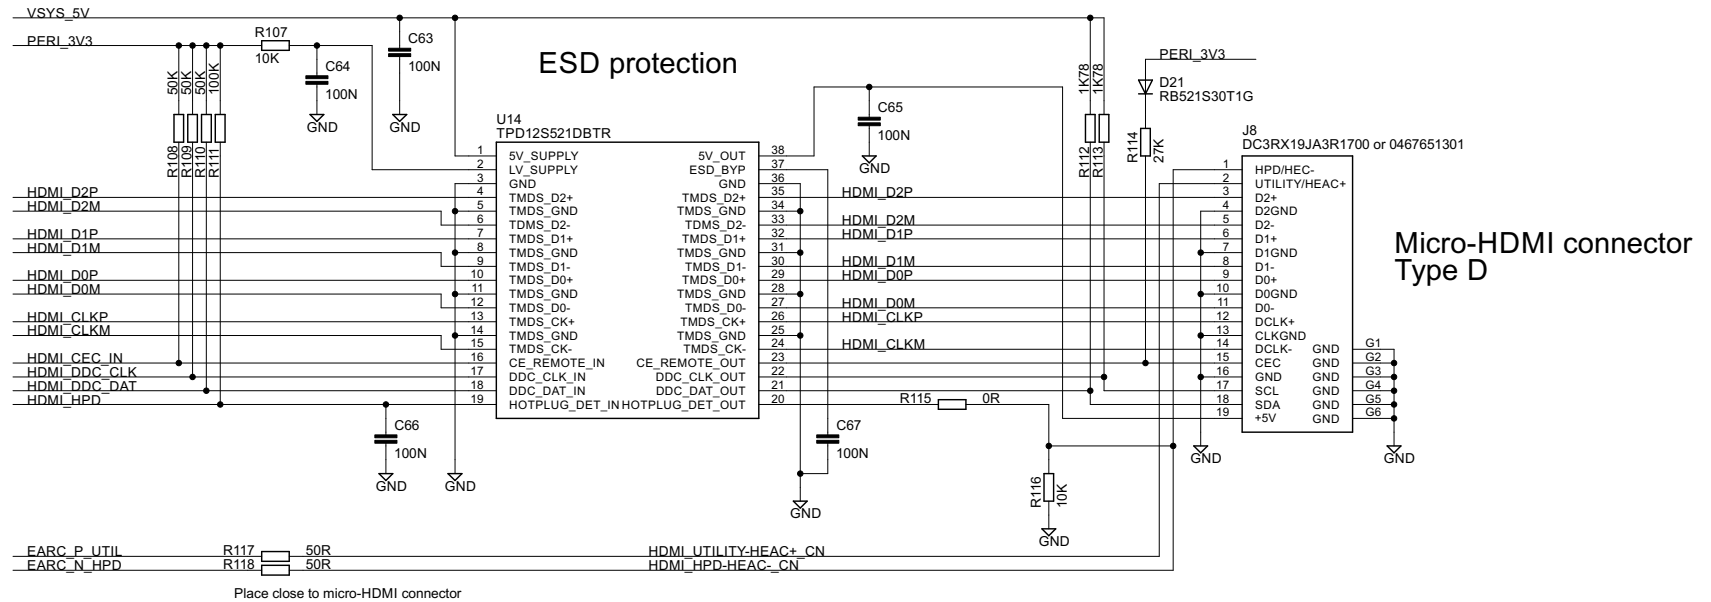 VSYS_5V
PERI_3V3
R107
10K
C63
100N
C64
100N
GND
GND
50K
50K
50K
100K
R108
R109
R110
R111
ESD protection
U14
TPD12S521DBTR
1 5V_SUPPLY 5V_OUT 38
2 LV_SUPPLY ESD_BYP 37
3 GND GND 36
HDMI_D2P 4 TMDS_D2+ TMDS_D2+ 35 HDMI_D2P
HDMI_D2M 5 TMDS_GND TMDS_GND 34
6 TDMS_D2- TDMS_D2- 33 HDMI_D2M
HDMI_D1P 7 TMDS_D1+ TMDS_D1+ 32 HDMI_D1P
HDMI_D1M 8 TMDS_GND TMDS_GND 31
9 TMDS_D1- TMDS_D1- 30 HDMI_D1M
HDMI_D0P 10 TMDS_D0+ TMDS_D0+ 29 HDMI_D0P
HDMI_D0M 11 TMDS_GND TMDS_GND 28
12 TMDS_D0- TMDS_D0- 27 HDMI_D0M
HDMI_CLKP 13 TMDS_CK+ TMDS_CK+ 26 HDMI_CLKP
HDMI_CLKM 14 TMDS_GND TMDS_GND 25
15 TMDS_CK- TMDS_CK- 24 HDMI_CLKM
HDMI_CEC_IN 16 CE_REMOTE_IN CE_REMOTE_OUT 23
HDMI_DDC_CLK 17 DDC_CLK_IN DDC_CLK_OUT 22
HDMI_DDC_DAT 18 DDC_DAT_IN DDC_DAT_OUT 21
HDMI_HPD 19 HOTPLUG_DET_IN HOTPLUG_DET_OUT 20
C65
100N
GND
1K78
1K78
R112
R113
PERI_3V3
D21
RB521S30T1G
R114
27K
J8
DC3RX19JA3R1700 or 0467651301
1 HPD/HEC-
2 UTILITY/HEAC+
3 D2+
4 D2GND
5 D2-
6 D1+
7 D1GND
8 D1-
9 D0+
10 D0GND
11 D0-
12 DCLK+
13 CLKGND
14 DCLK- GND G1
15 CEC GND G2
16 GND GND G3
17 SCL GND G4
18 SDA GND G5
19 +5V GND G6
Micro-HDMI connector
Type D
R115 0R
C66
100N
GND
GND
C67
100N
GND
R116
10K
GND
GND
GND
EARC_P_UTIL R117 50R HDMI_UTILITY-HEAC+_CN
EARC_N_HPD R118 50R HDMI_HPD-HEAC-_CN
Place close to micro-HDMI connector